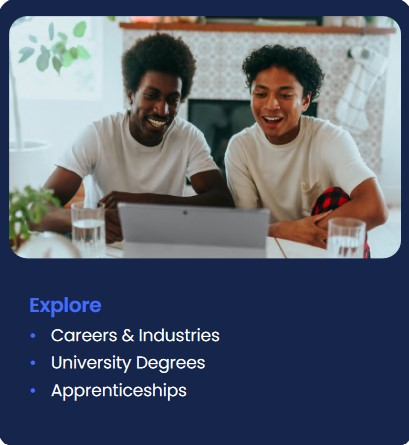 Explore
• Careers & Industries
• University Degrees
• Apprenticeships